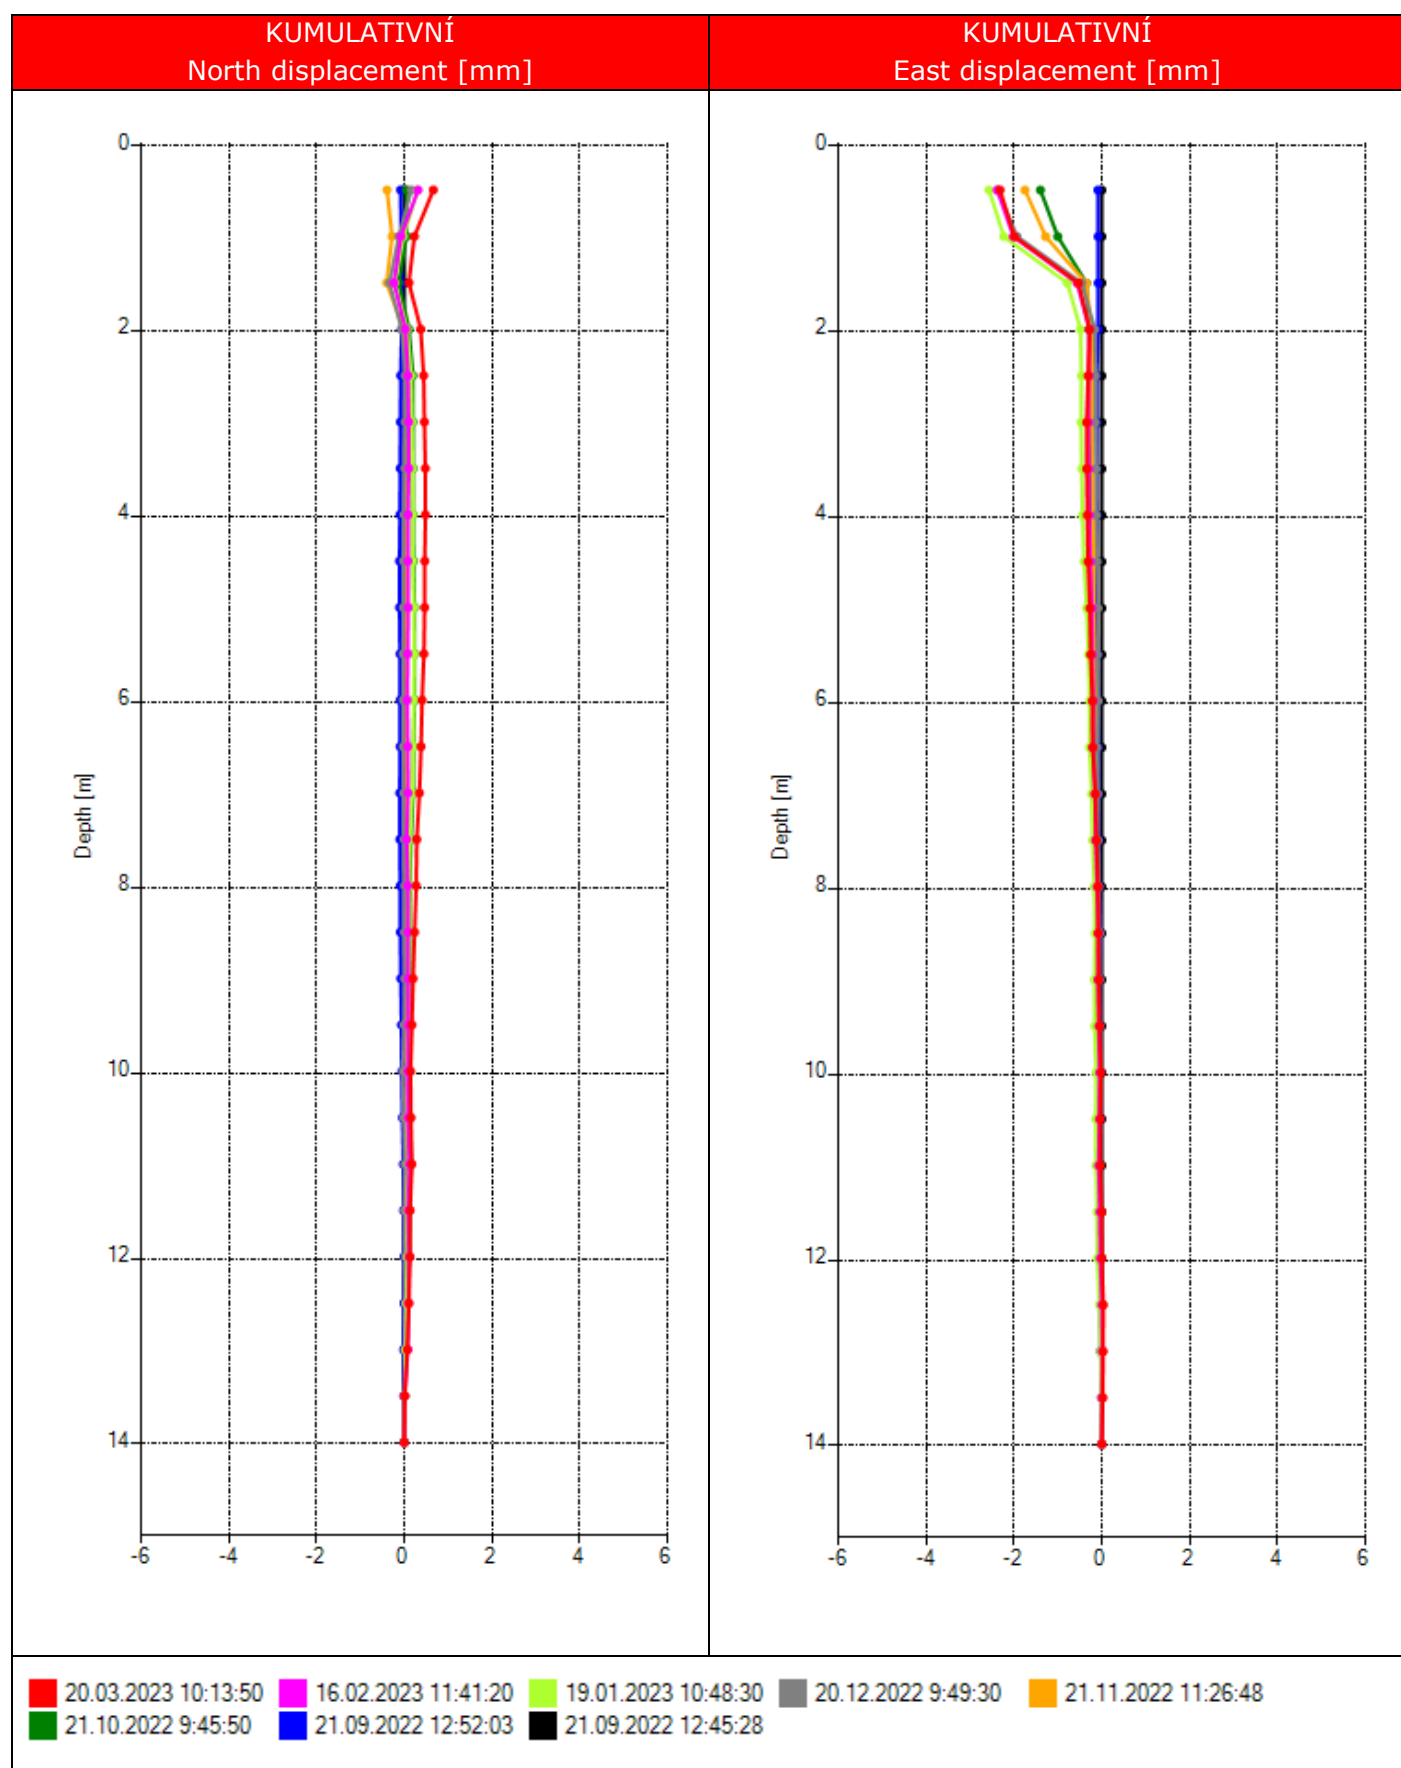 KUMULATIVNÍ
North displacement [mm]
KUMULATIVNÍ
East displacement [mm]
0
2
4
6
8
10
12
14
Depth [m]
-6 -4 -2 0 2 4 6
0
2
4
6
8
10
12
14
Depth [m]
-6 -4 -2 0 2 4 6
20.03.2023 10:13:50 16.02.2023 11:41:20 19.01.2023 10:48:30 20.12.2022 9:49:30 21.11.2022 11:26:48
21.10.2022 9:45:50 21.09.2022 12:52:03 21.09.2022 12:45:28